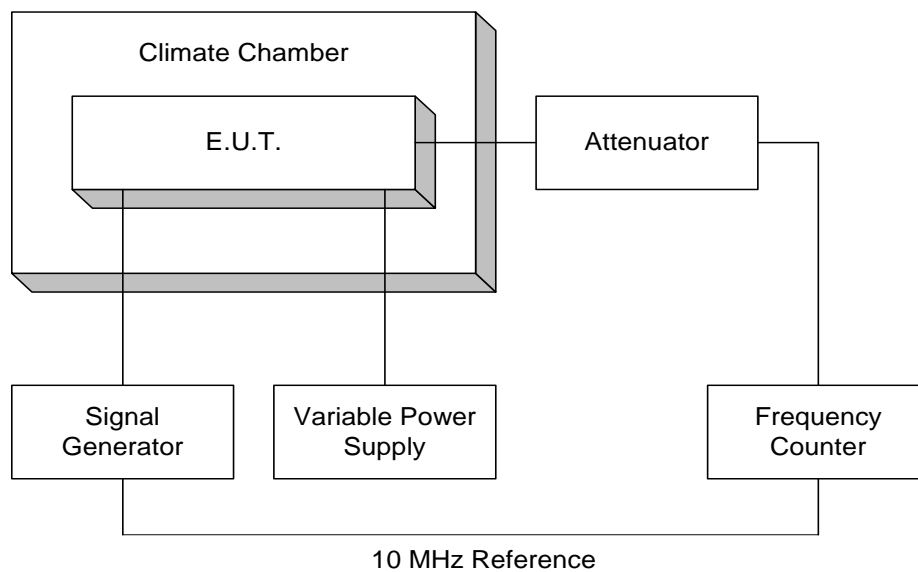 Climate Chamber
E.U.T.
Attenuator
Signal
Generator
Variable Power
Supply
Frequency
Counter
10 MHz Reference